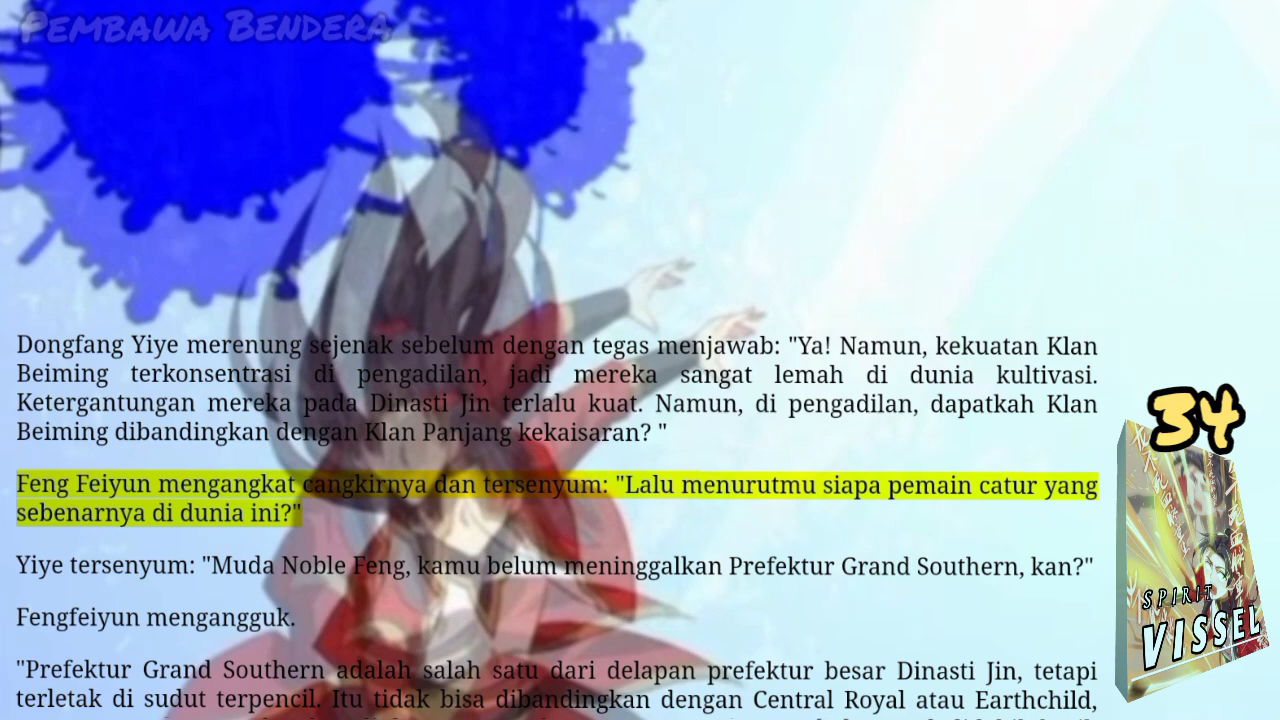 PEMBAWA BENDERA
Dongfang Yiye merenung sejenak sebelum dengan tegas menjawab: "Ya! Namun, kekuatan Klan
Beiming terkonsentrasi di pengadilan, jadi mereka sangat lemah di dunia kultivasi.
Ketergantungan mereka pada Dinasti Jin terlalu kuat. Namun, di pengadilan, dapatkah Klan
Beiming dibandingkan dengan Klan Panjang kekaisaran? "
Feng Feiyun mengangkat cangkirnya dan tersenyum: "Lalu menurutmu siapa pemain catur yang
sebenarnya di dunia ini?"
Yiye tersenyum: "Muda Noble Feng, kamu belum meninggalkan Prefektur Grand Southern, kan?"
Fengfeiyun mengangguk.
"Prefektur Grand Southern adalah salah satu dari delapan prefektur besar Dinasti Jin, tetapi
terletak di sudut terpencil. Itu tidak bisa dibandingkan dengan Central Royal atau Earthchild,
34
SPIRIT
VISSEL